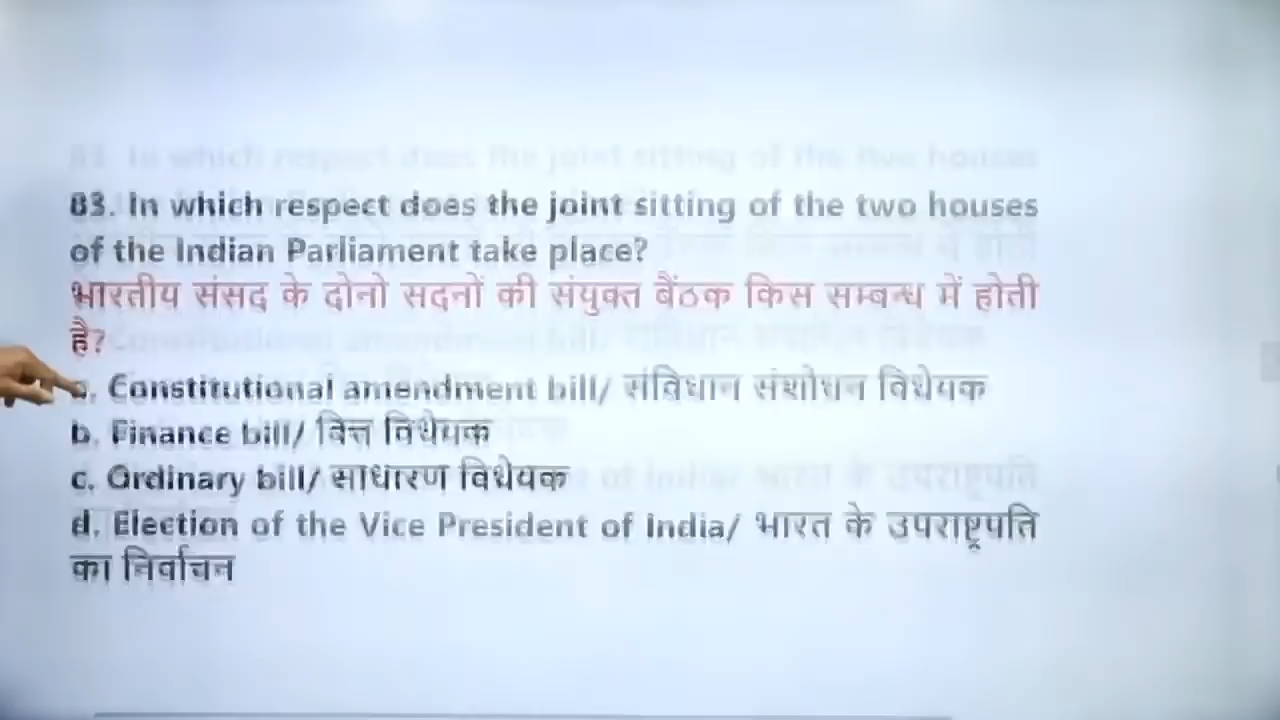 83. In which respect does the joint sitting of the two houses
of the Indian Parliament take place?
भारतीय संसद के दोनो सदनों की संयुक्त बैंठक किस सम्बन्ध में होती
है?
a. Constitutional amendment bill/ संविधान संशोधन विधेयक
b. Finance bill/ वित्त विधेयक
c. Ordinary bill/ साधारण विधेयक
d. Election of the Vice President of India/ भारत के उपराष्ट्रपति
का निर्वाचन